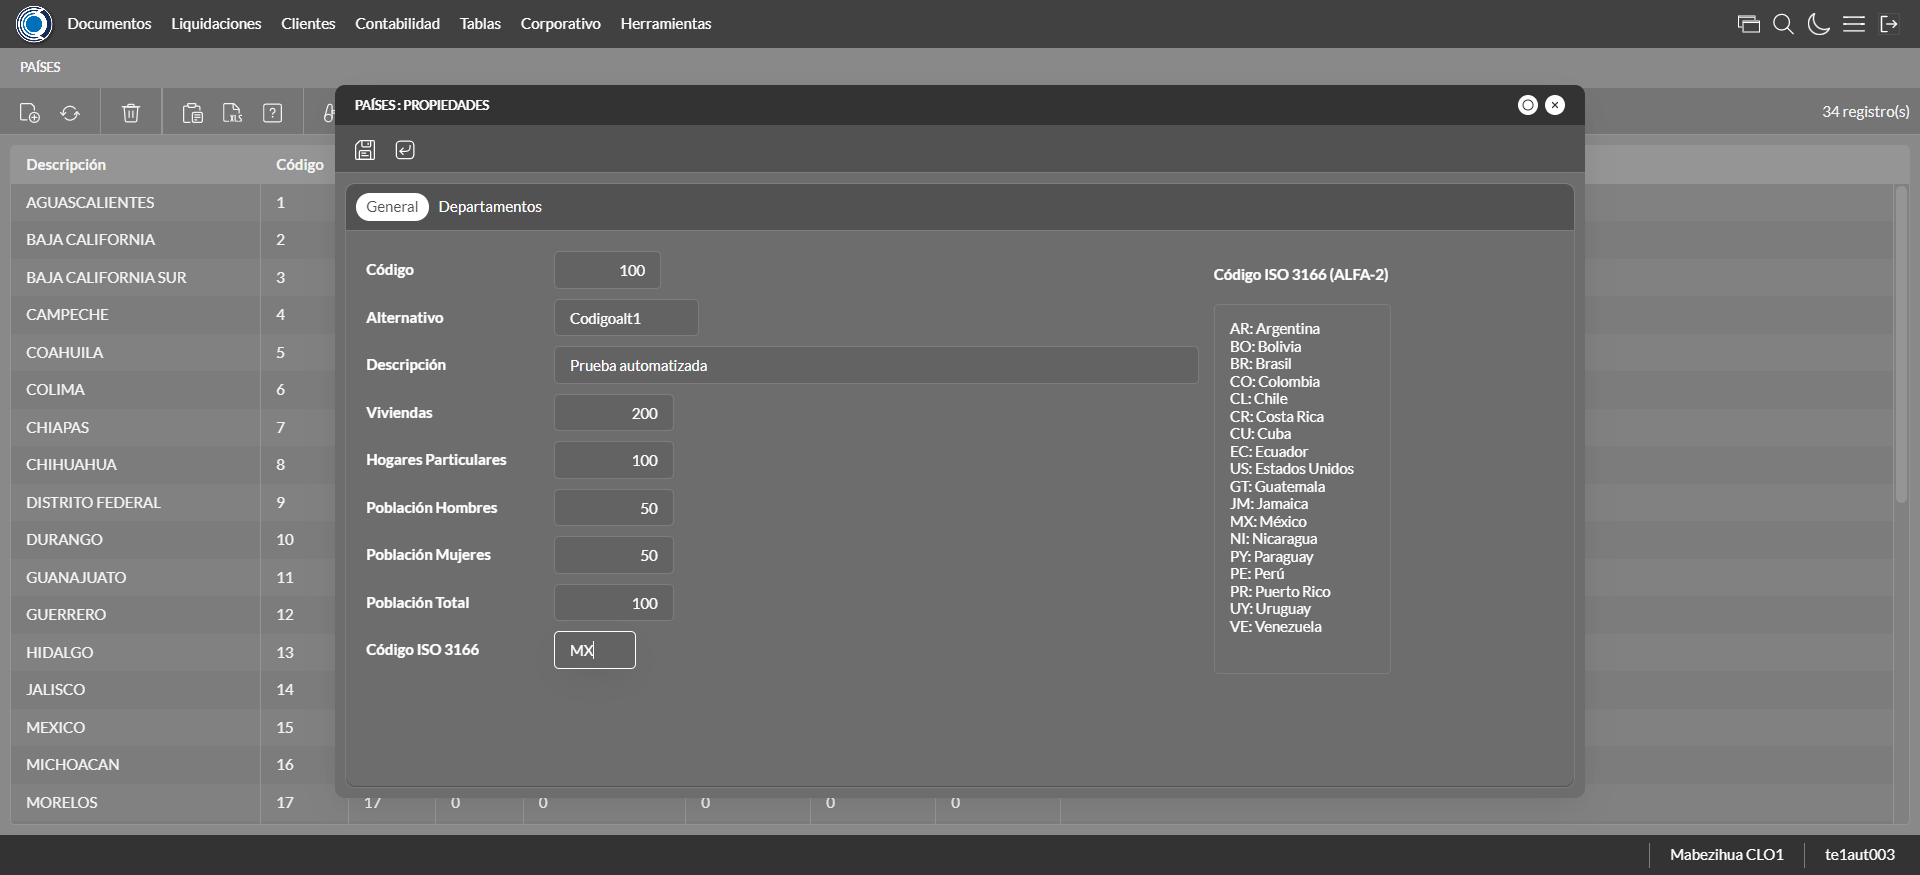 Documentos Liquidaciones Clientes Contabilidad Tablas Corporativo Herramientas
PAÍSES
XLS ?
34 registro(s)
PAÍSES : PROPIEDADES
General Departamentos
Código 100
Alternativo Codigoalt1
Descripción Prueba automatizada
Viviendas 200
Hogares Particulares 100
Población Hombres 50
Población Mujeres 50
Población Total 100
Código ISO 3166 MX
Código ISO 3166 (ALFA-2)
AR: Argentina
BO: Bolivia
BR: Brasil
CO: Colombia
CL: Chile
CR: Costa Rica
CU: Cuba
EC: Ecuador
US: Estados Unidos
GT: Guatemala
JM: Jamaica
MX: México
NI: Nicaragua
PY: Paraguay
PE: Perú
PR: Puerto Rico
UY: Uruguay
VE: Venezuela
Descripción Código
AGUASCALIENTES 1
BAJA CALIFORNIA 2
BAJA CALIFORNIA SUR 3
CAMPECHE 4
COAHUILA 5
COLIMA 6
CHIAPAS 7
CHIHUAHUA 8
DISTRITO FEDERAL 9
DURANGO 10
GUANAJUATO 11
GUERRERO 12
HIDALGO 13
JALISCO 14
MEXICO 15
MICHOACAN 16
MORELOS 17 17 0 0 0 0 0
Mabezihua CLO1 te1aut003